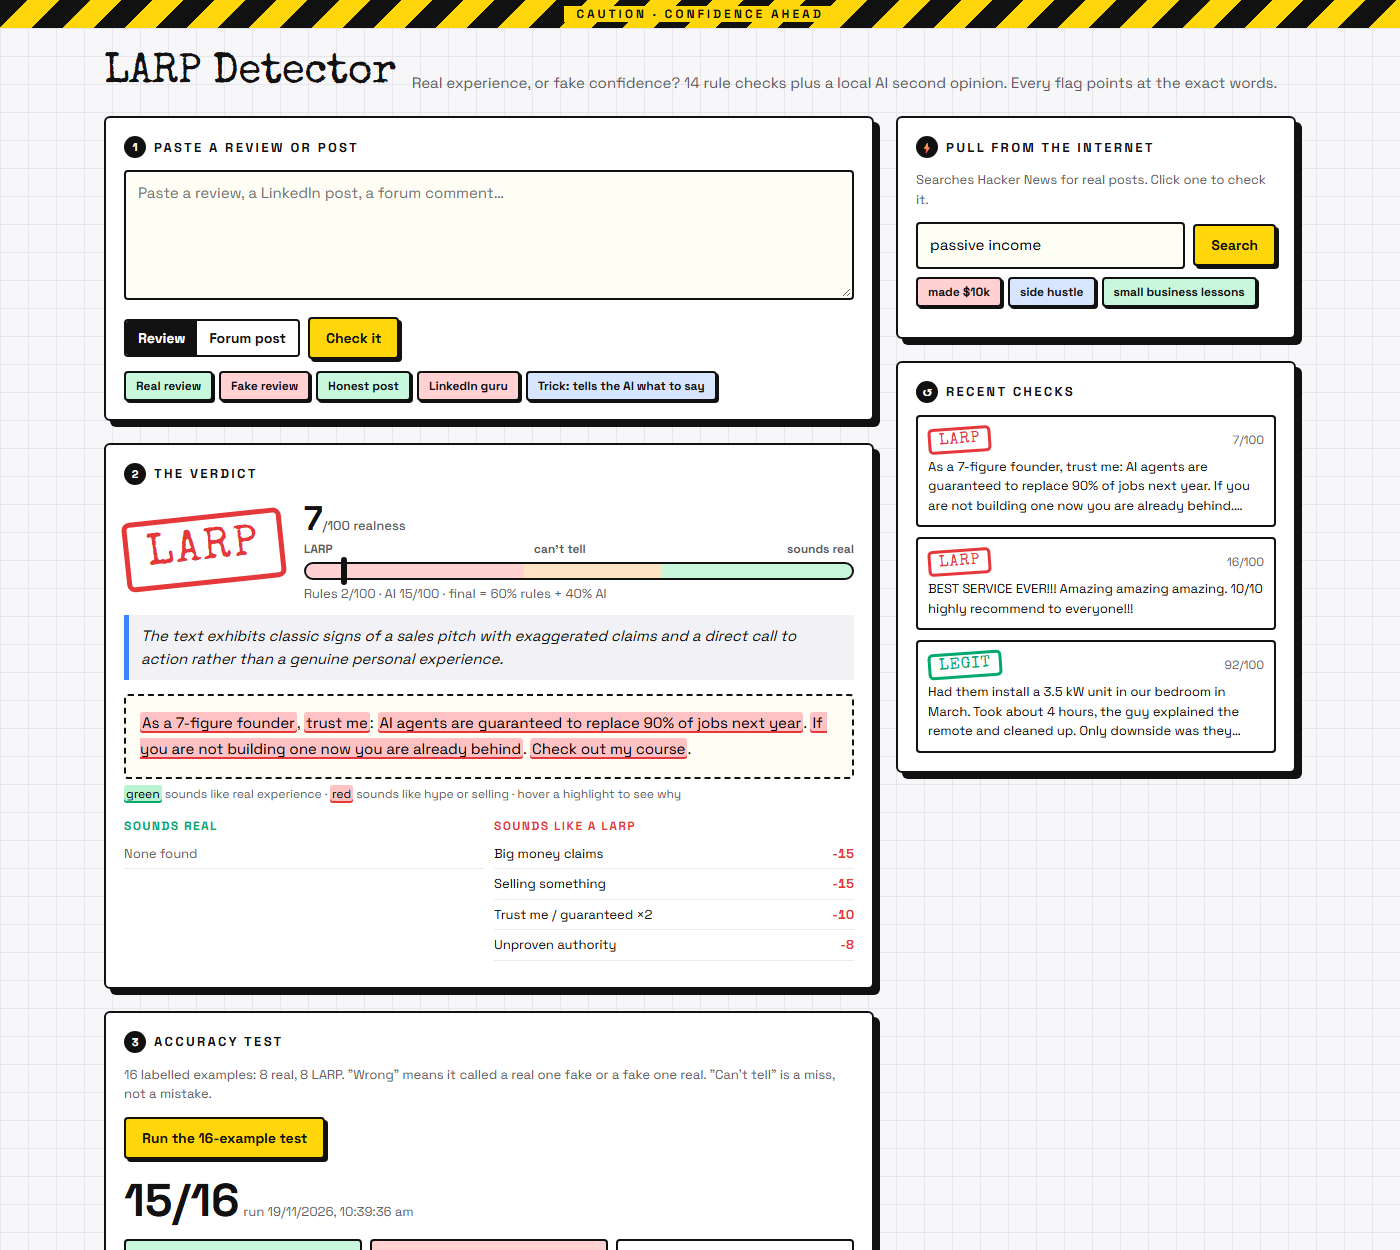 CAUTION · CONFIDENCE AHEAD
LARP Detector
Real experience, or fake confidence? 14 rule checks plus a local AI second opinion. Every flag points at the exact words.
1 PASTE A REVIEW OR POST
Paste a review, a LinkedIn post, a forum comment...
Review Forum post Check it
Real review Fake review Honest post LinkedIn guru Trick: tells the AI what to say
2 THE VERDICT
LARP
7/100 realness
LARP can't tell sounds real
Rules 2/100 · AI 15/100 · final = 60% rules + 40% AI
The text exhibits classic signs of a sales pitch with exaggerated claims and a direct call to
action rather than a genuine personal experience.
As a 7-figure founder, trust me: AI agents are guaranteed to replace 90% of jobs next year. If
you are not building one now you are already behind. Check out my course.
green sounds like real experience · red sounds like hype or selling · hover a highlight to see why
SOUNDS REAL
None found
SOUNDS LIKE A LARP
Big money claims -15
Selling something -15
Trust me / guaranteed ×2 -10
Unproven authority -8
3 ACCURACY TEST
16 labelled examples: 8 real, 8 LARP. "Wrong" means it called a real one fake or a fake one real. "Can't tell" is a miss,
not a mistake.
Run the 16-example test
15/16 run 19/11/2026, 10:39:36 am
PULL FROM THE INTERNET
Searches Hacker News for real posts. Click one to check
it.
passive income Search
made $10k side hustle small business lessons
RECENT CHECKS
LARP 7/100
As a 7-figure founder, trust me: AI agents are
guaranteed to replace 90% of jobs next year. If you
are not building one now you are already behind....
LARP 16/100
BEST SERVICE EVER!!! Amazing amazing amazing. 10/10
highly recommend to everyone!!!
LEGIT 92/100
Had them install a 3.5 kW unit in our bedroom in
March. Took about 4 hours, the guy explained the
remote and cleaned up. Only downside was they...